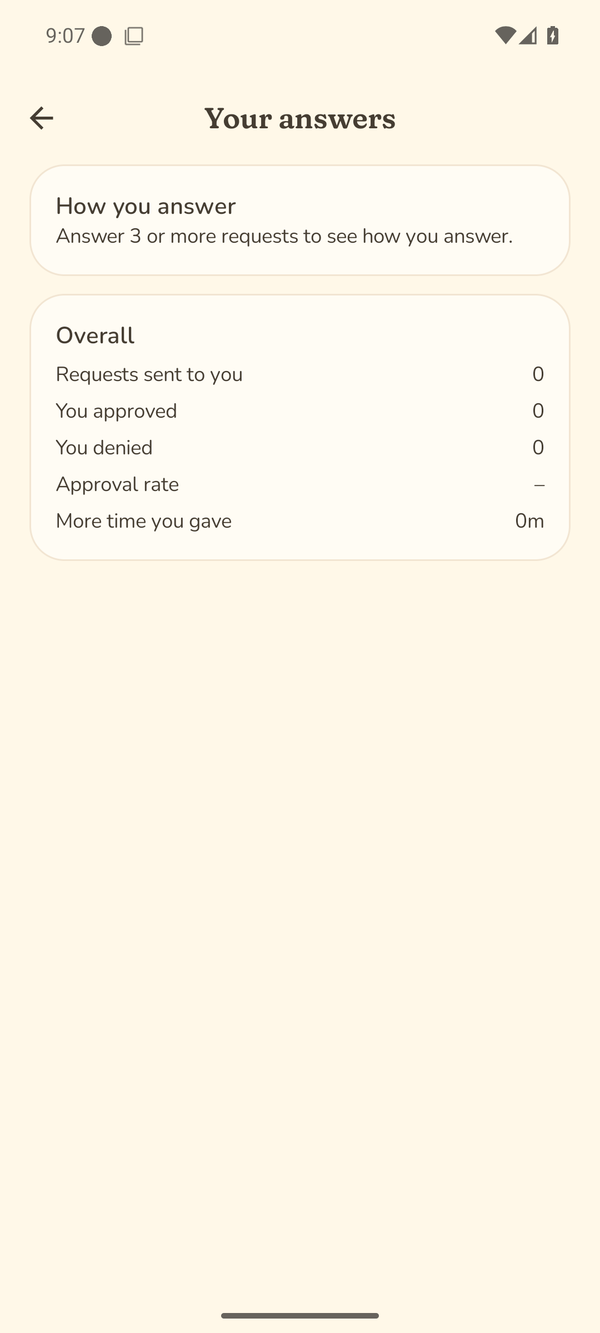 9:07
Your answers
How you answer
Answer 3 or more requests to see how you answer.
Overall
Requests sent to you 0
You approved 0
You denied 0
Approval rate –
More time you gave 0m